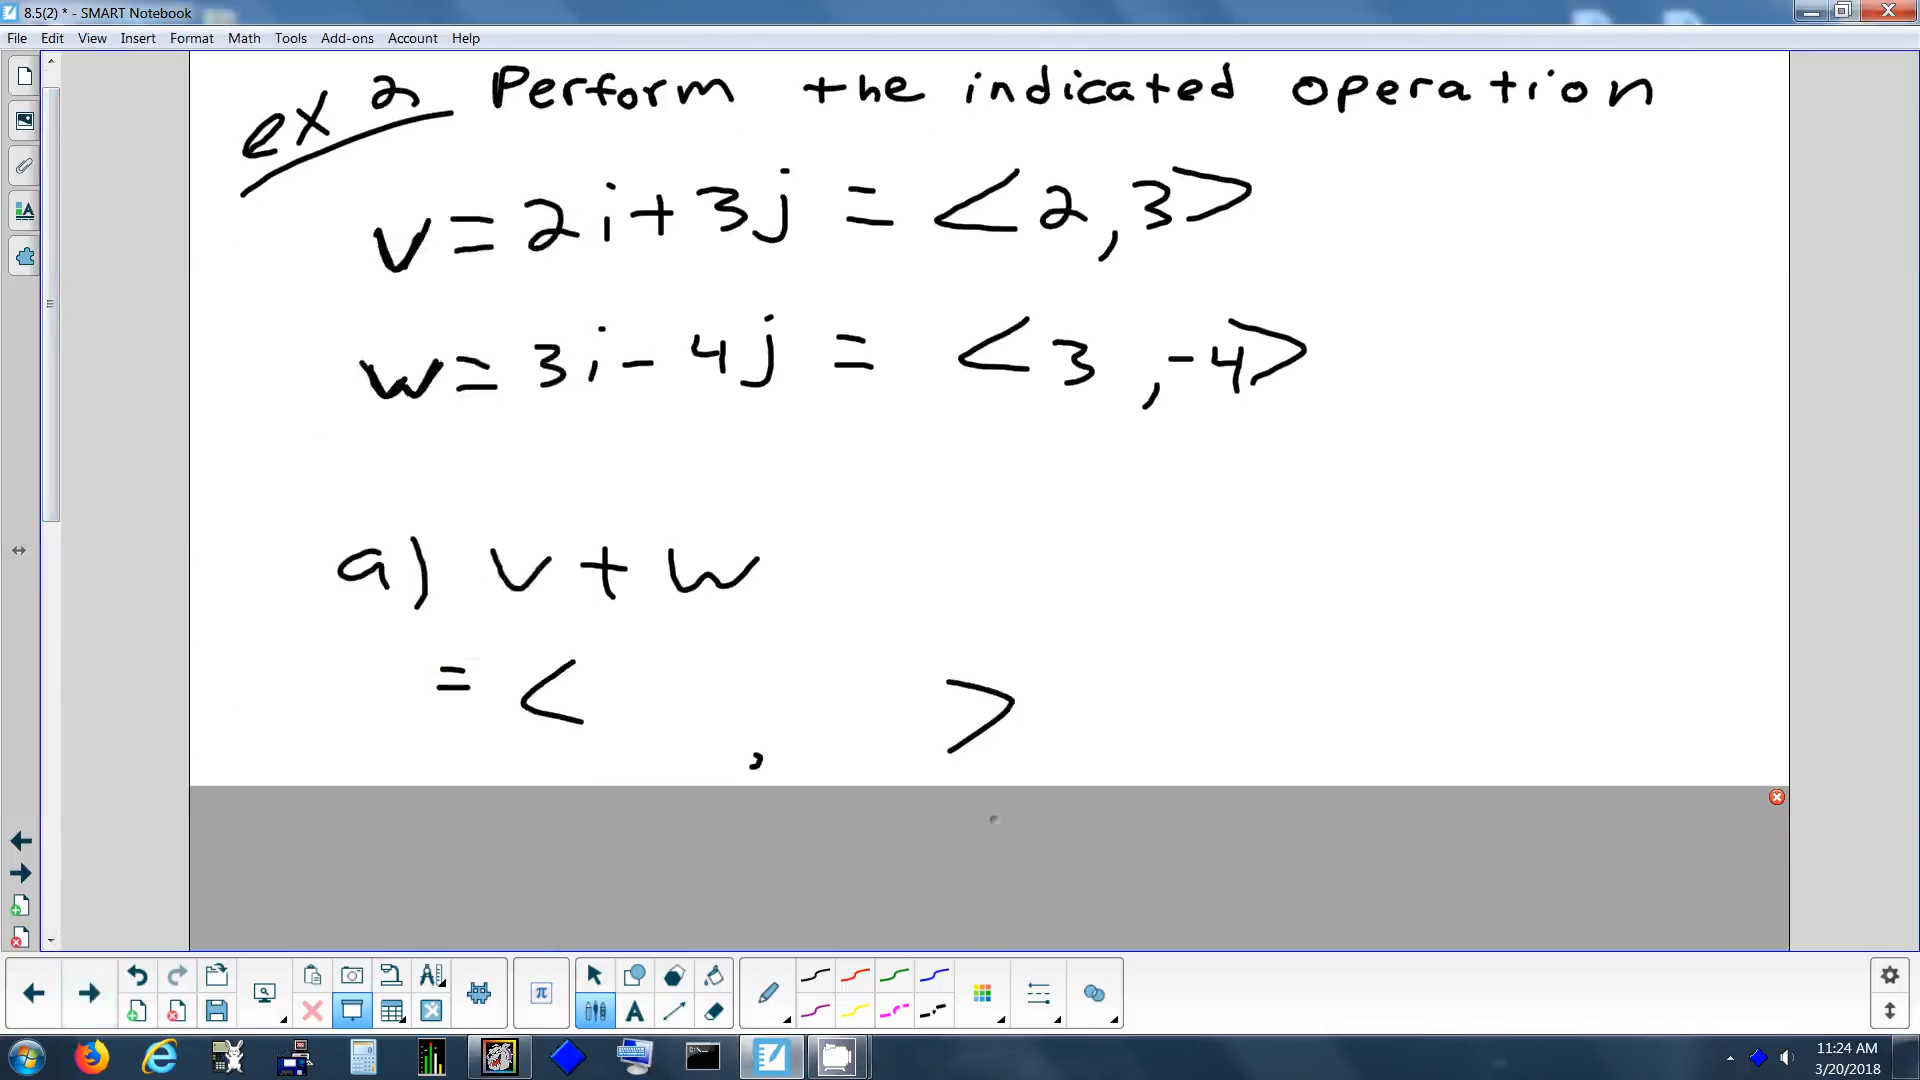 8.5(2) * - SMART Notebook
File Edit View Insert Format Math Tools Add-ons Account Help
ex 2 Perform the indicated operation
v = 2i + 3j = <2, 3>
w = 3i - 4j = <3, -4>
a) v + w
= < , >
11:24 AM
3/20/2018